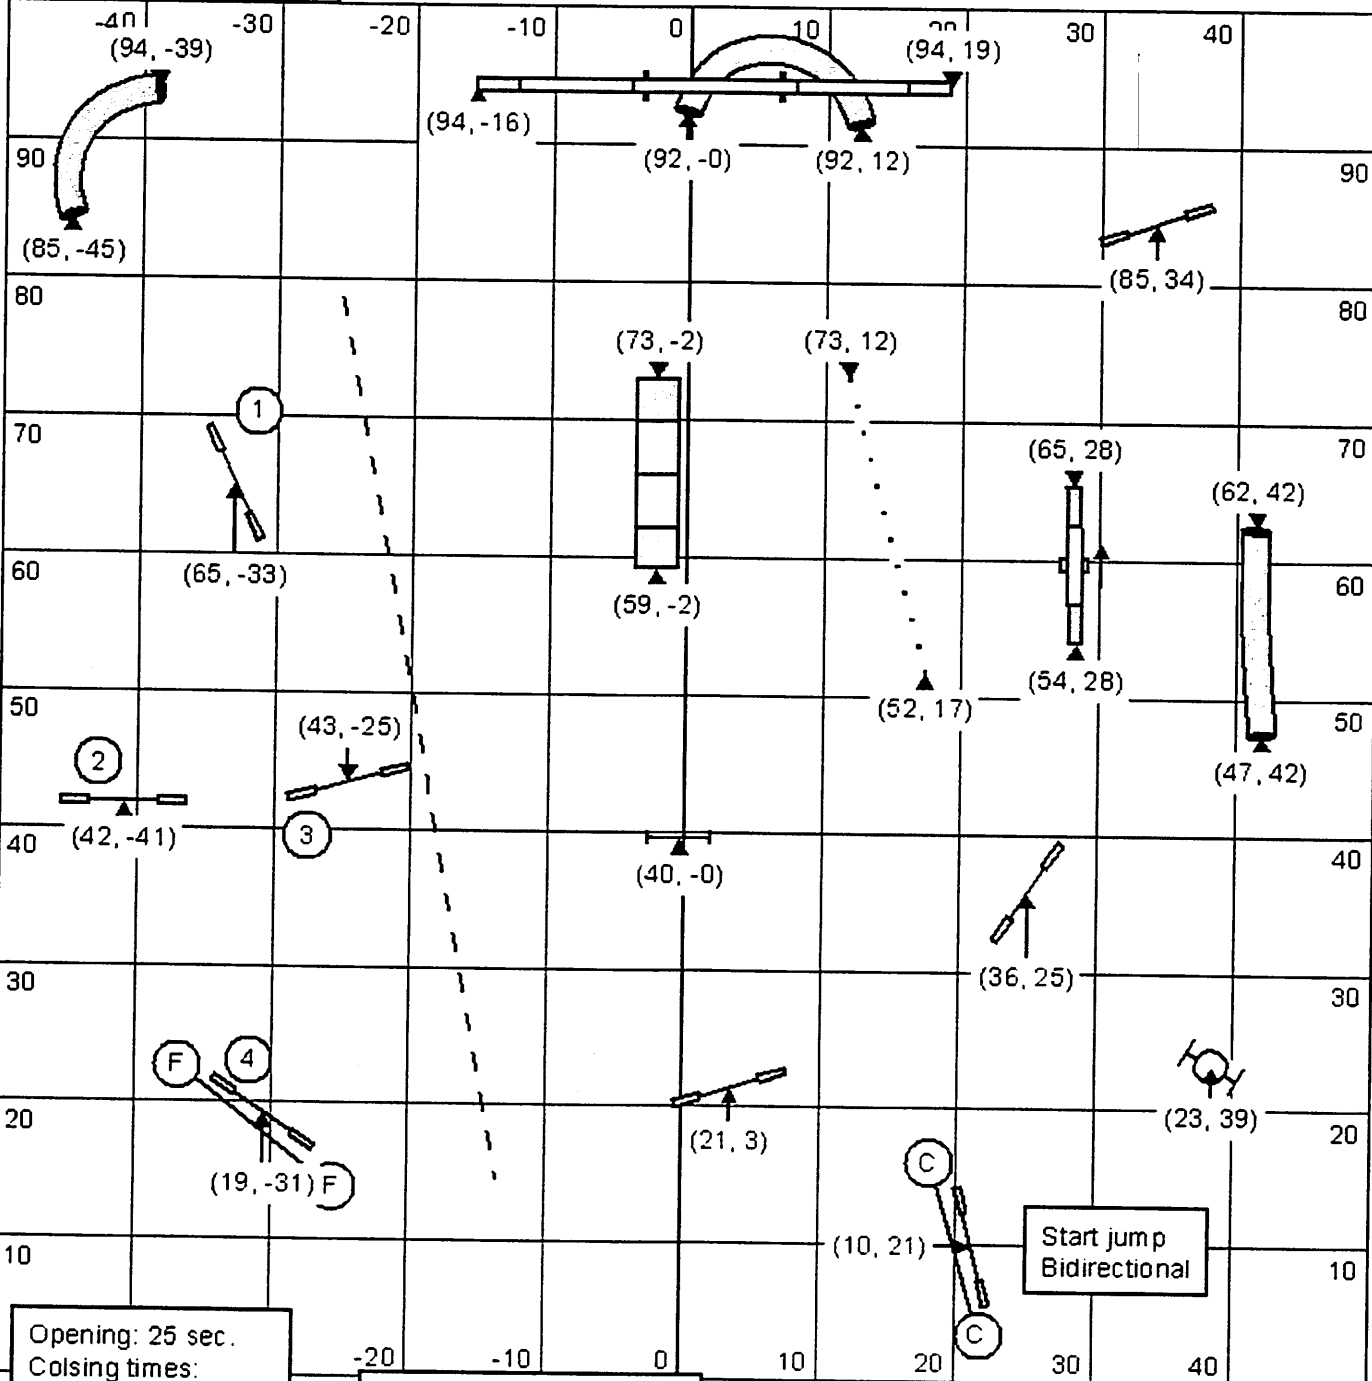 -40 -30 -20 -10 0 10 20 30 40
(94, -39) (94, 19)
(94, -16)
(92, -0) (92, 12)
90 90
(85, -45)
(85, 34)
80 80
(73, -2) (73, 12)
1
70 70
(65, 28)
(62, 42)
60 60
(65, -33)
(59, -2)
(54, 28)
50 (52, 17) 50
(43, -25)
2
(47, 42)
(42, -41) 3
40 40
(40, -0)
30 (36, 25) 30
F 4
20 (23, 39) 20
(21, 3)
C
(19, -31) F
Start jump
(10, 21)
Bidirectional
10 10
Opening: 25 sec.
C
Colsing times:
-20 -10 0 10 20 30 40